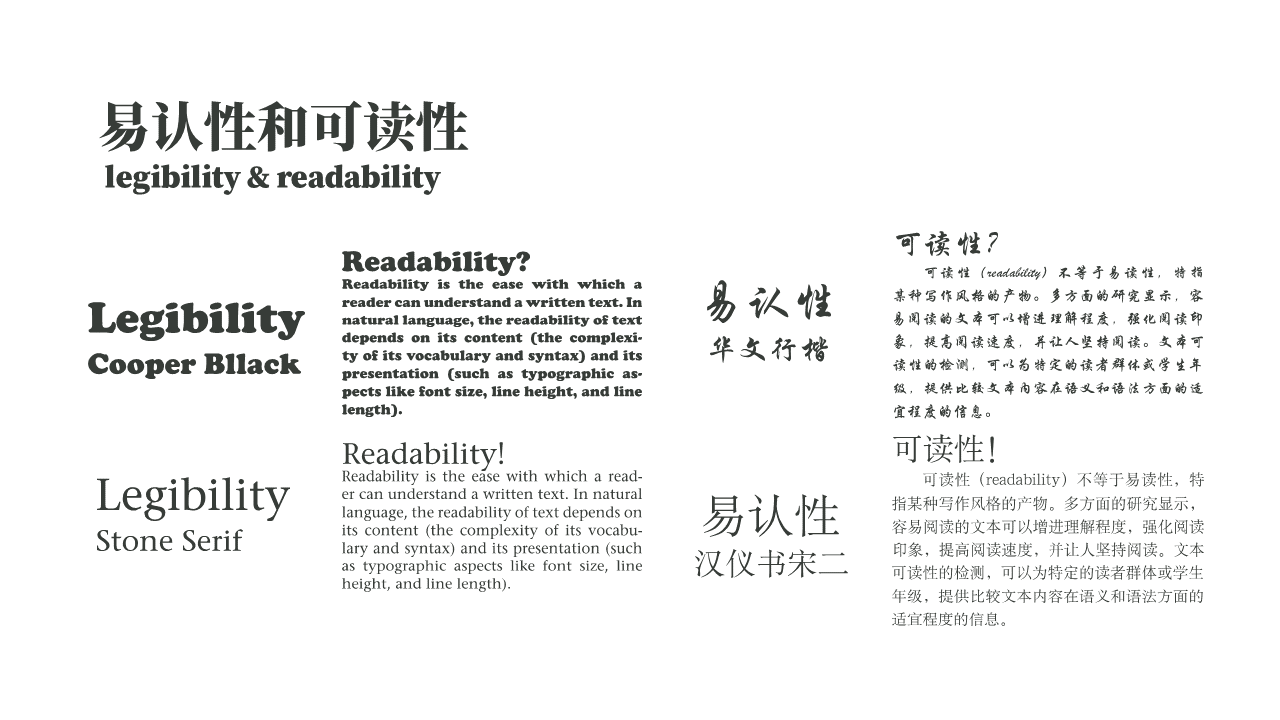 易认性和可读性
legibility & readability
Legibility
Cooper Bllack
Readability?
Readability is the ease with which a
reader can understand a written text. In
natural language, the readability of text
depends on its content (the complexi-
ty of its vocabulary and syntax) and its
presentation (such as typographic as-
pects like font size, line height, and line
length).
Legibility
Stone Serif
Readability!
Readability is the ease with which a read-
er can understand a written text. In natural
language, the readability of text depends on
its content (the complexity of its vocabu-
lary and syntax) and its presentation (such
as typographic aspects like font size, line
height, and line length).
易认性
华文行楷
可读性?
可读性（readability）不等于易读性，特指
某种写作风格的产物。多方面的研究显示，容
易阅读的文本可以增进理解程度，强化阅读印
象，提高阅读速度，并让人坚持阅读。文本可
读性的检测，可以为特定的读者群体或学生年
级，提供比较文本内容在语义和语法方面的适
宜程度的信息。
易认性
汉仪书宋二
可读性!
可读性（readability）不等于易读性，特
指某种写作风格的产物。多方面的研究显示，
容易阅读的文本可以增进理解程度，强化阅读
印象，提高阅读速度，并让人坚持阅读。文本
可读性的检测，可以为特定的读者群体或学生
年级，提供比较文本内容在语义和语法方面的
适宜程度的信息。